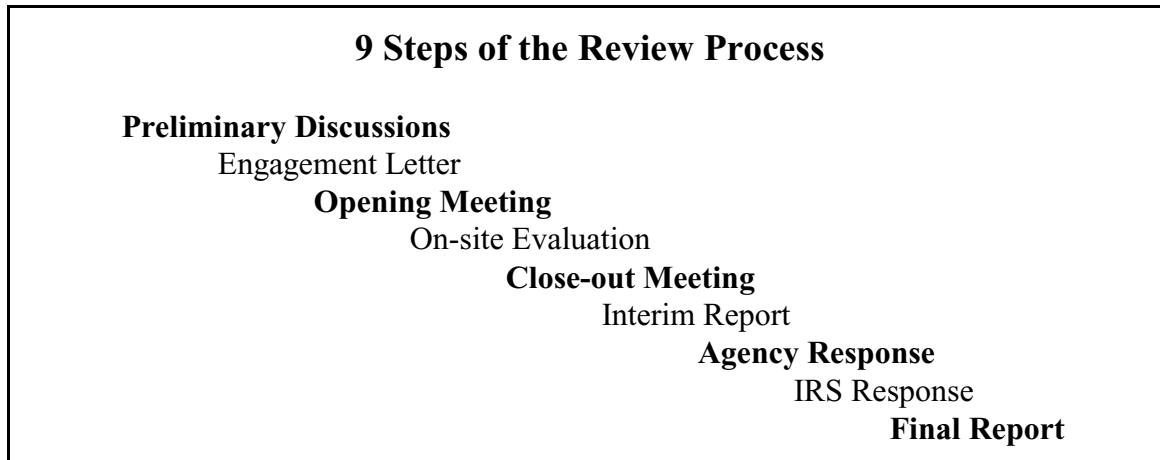 9 Steps of the Review Process
Preliminary Discussions
Engagement Letter
Opening Meeting
On-site Evaluation
Close-out Meeting
Interim Report
Agency Response
IRS Response
Final Report